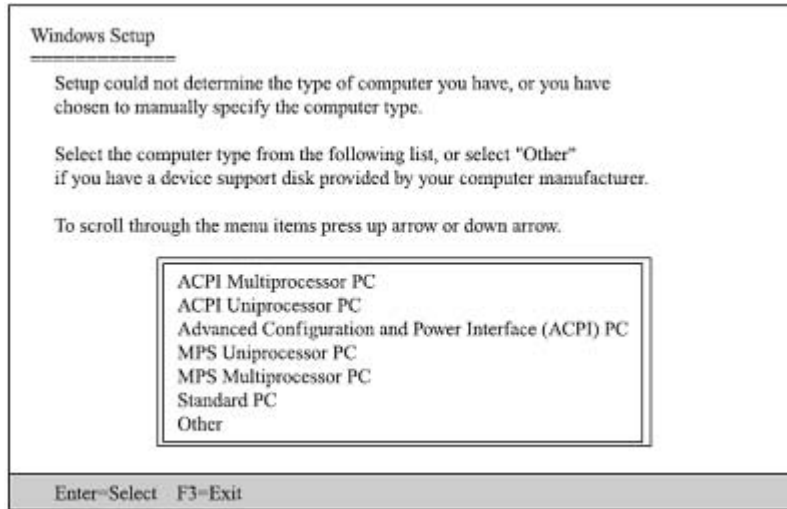 Windows Setup
=============
Setup could not determine the type of computer you have, or you have
chosen to manually specify the computer type.
Select the computer type from the following list, or select "Other"
if you have a device support disk provided by your computer manufacturer.
To scroll through the menu items press up arrow or down arrow.
ACPI Multiprocessor PC
ACPI Uniprocessor PC
Advanced Configuration and Power Interface (ACPI) PC
MPS Uniprocessor PC
MPS Multiprocessor PC
Standard PC
Other
Enter=Select F3=Exit